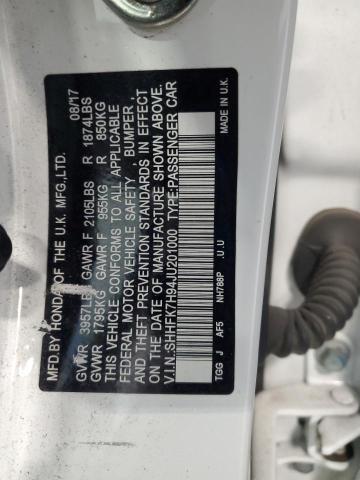 MFD.BY HONDA OF THE U.K. MFG.,LTD. 08/17
GVWR 3957LBS GAWR F 2105LBS R 1874LBS
GVWR 1795KG GAWR F 955KG R 850KG
THIS VEHICLE CONFORMS TO ALL APPLICABLE
FEDERAL MOTOR VEHICLE SAFETY , BUMPER ,
AND THEFT PREVENTION STANDARDS IN EFFECT
ON THE DATE OF MANUFACTURE SHOWN ABOVE.
V.I.N.:SHHFK7H94JU201000 TYPE:PASSENGER CAR
TGG J AF5 NH788P .U.U MADE IN U.K.